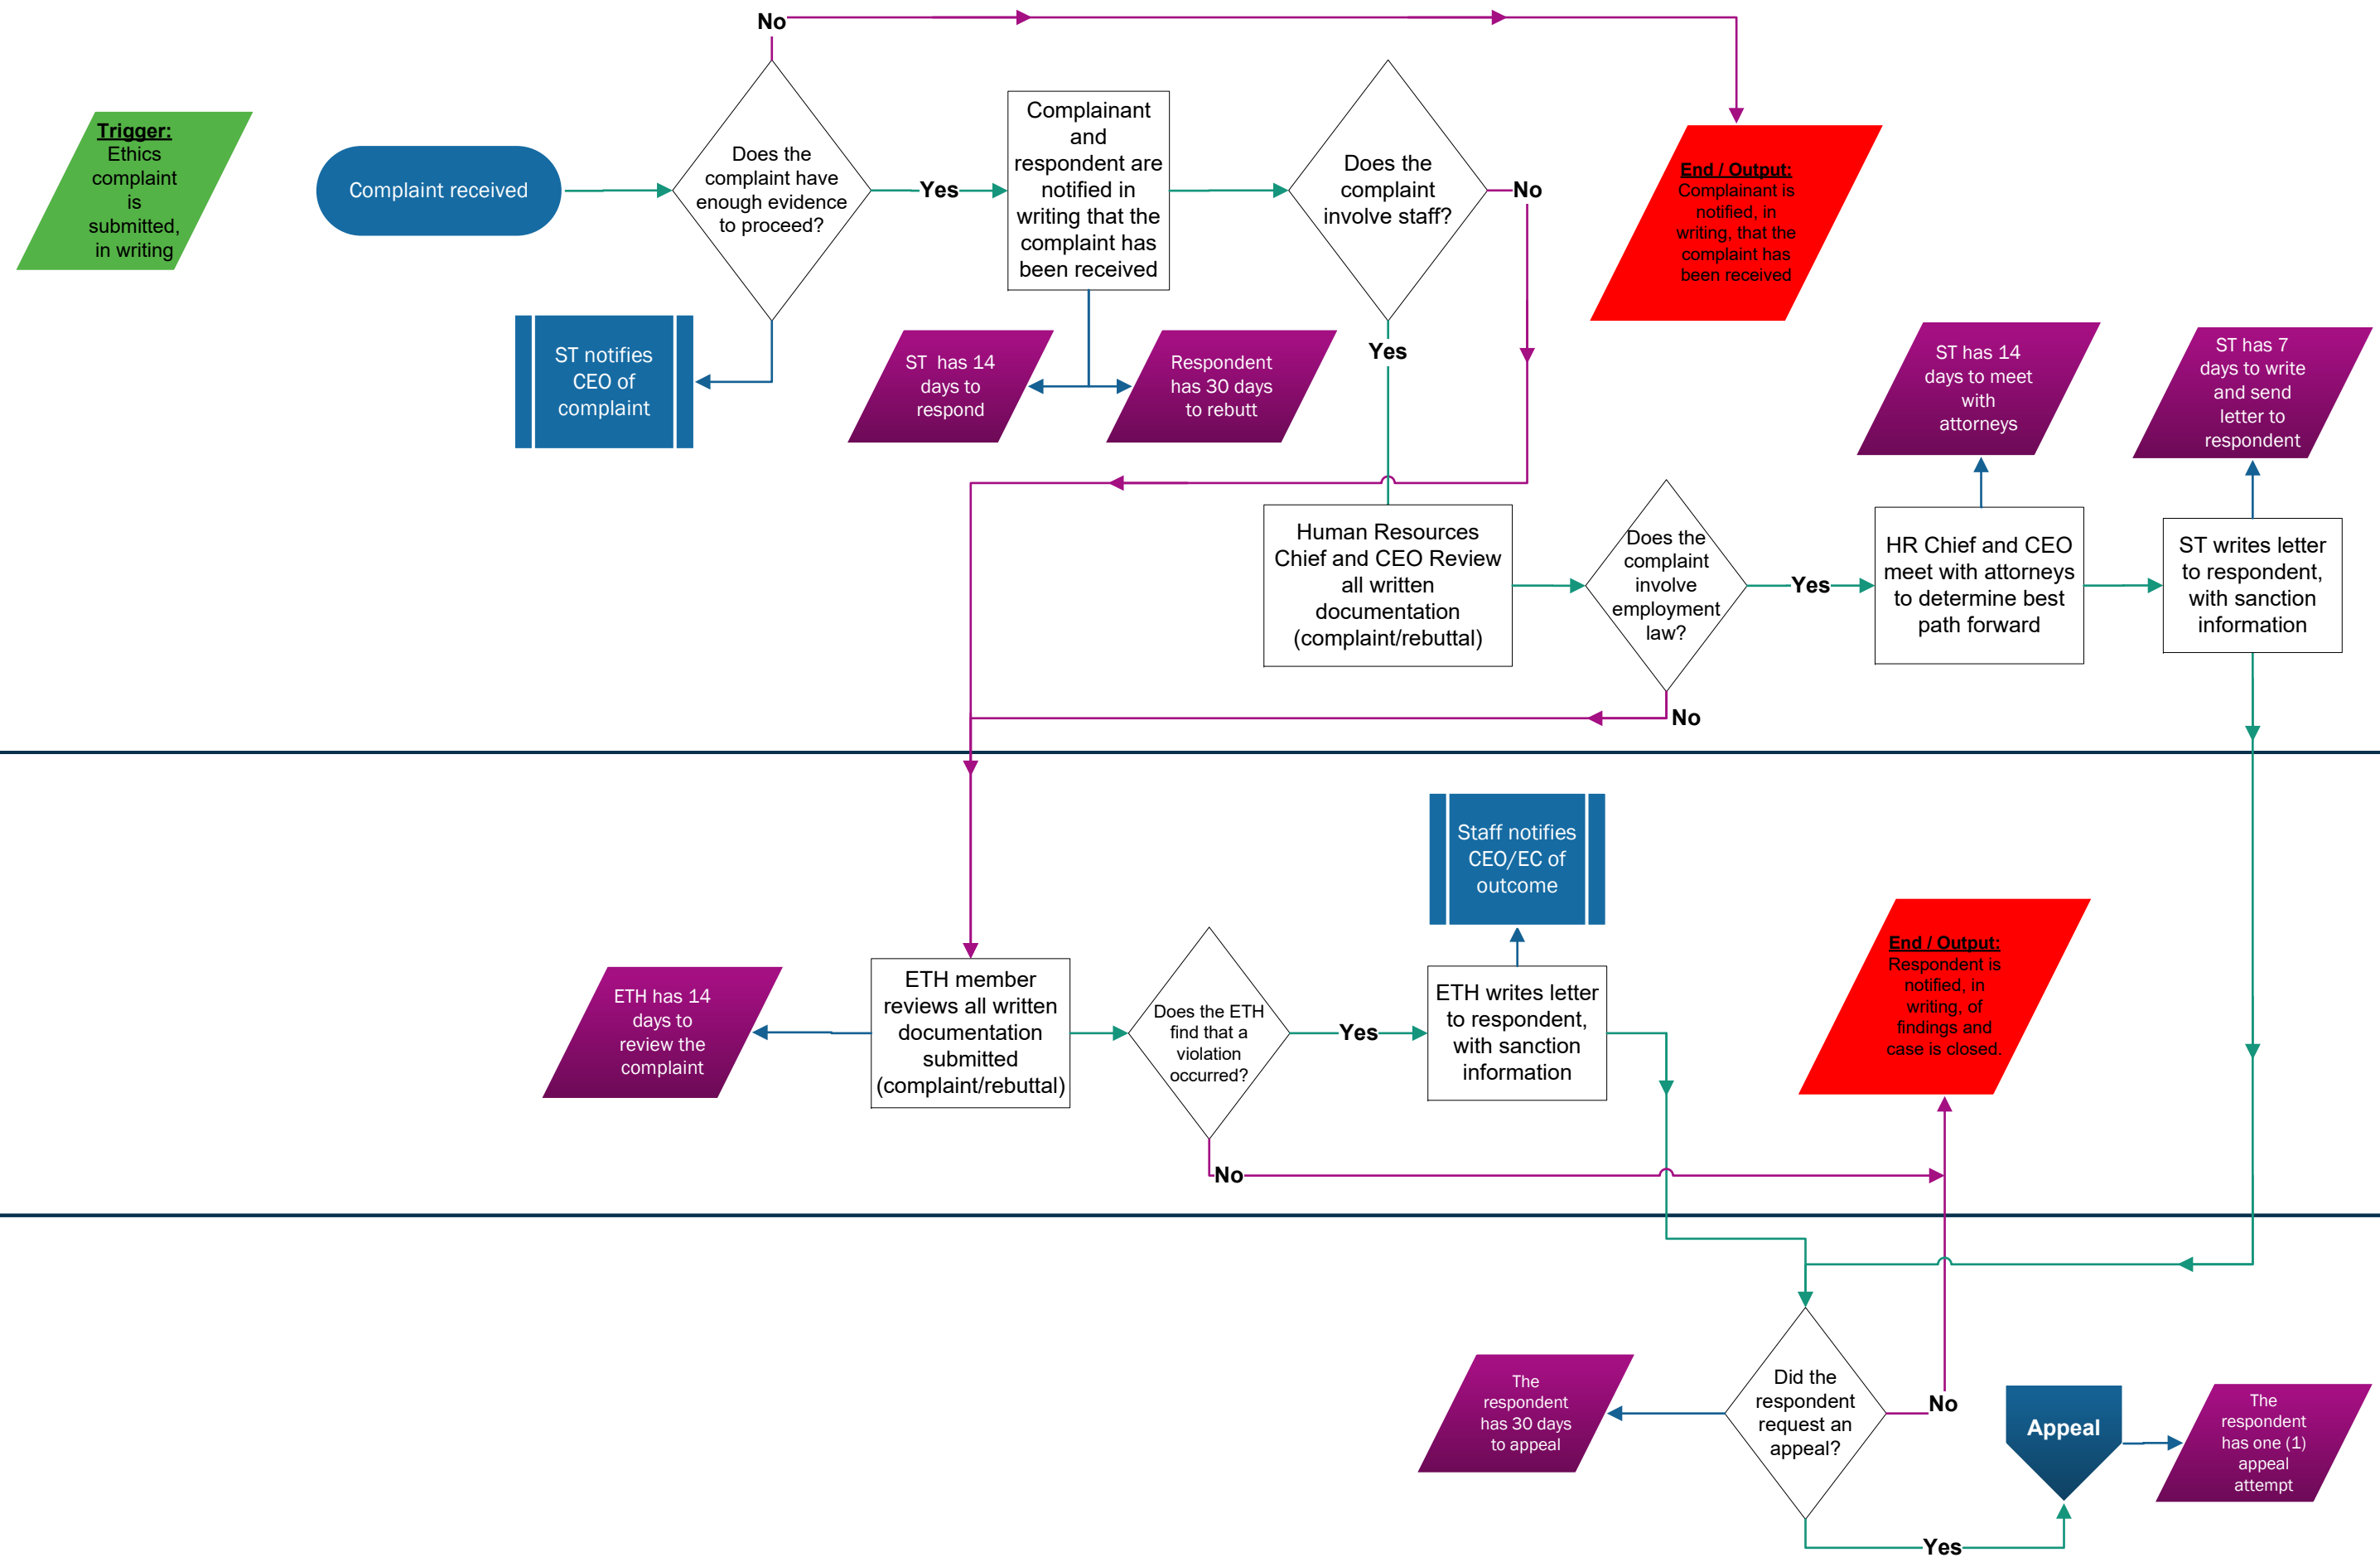 No
Trigger:
Ethics
complaint
is
submitted,
in writing
Complaint received
Does the
complaint have
enough evidence
to proceed?
Yes
Complainant
and
respondent are
notified in
writing that the
complaint has
been received
Does the
complaint
involve staff?
No
End / Output:
Complainant is
notified, in
writing, that the
complaint has
been received
ST notifies
CEO of
complaint
ST has 14
days to
respond
Respondent
has 30 days
to rebutt
Yes
ST has 14
days to meet
with
attorneys
ST has 7
days to write
and send
letter to
respondent
Human Resources
Chief and CEO Review
all written
documentation
(complaint/rebuttal)
Does the
complaint
involve
employment
law?
Yes
HR Chief and CEO
meet with attorneys
to determine best
path forward
ST writes letter
to respondent,
with sanction
information
No
Staff notifies
CEO/EC of
outcome
ETH has 14
days to
review the
complaint
ETH member
reviews all written
documentation
submitted
(complaint/rebuttal)
Does the ETH
find that a
violation
occurred?
Yes
ETH writes letter
to respondent,
with sanction
information
End / Output:
Respondent is
notified, in
writing, of
findings and
case is closed.
No
The
respondent
has 30 days
to appeal
Did the
respondent
request an
appeal?
No
Appeal
The
respondent
has one (1)
appeal
attempt
Yes